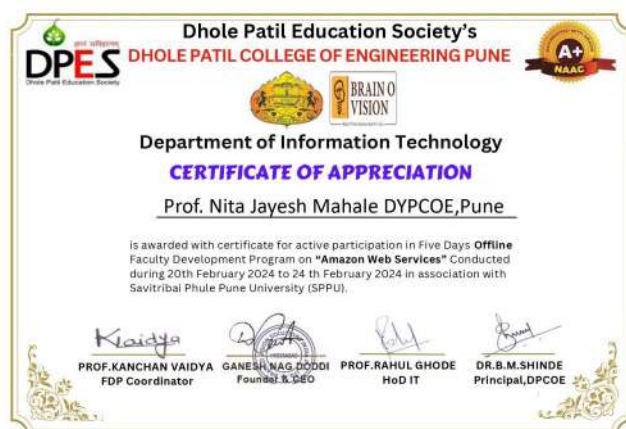 Dhole Patil Education Society's
DHOLE PATIL COLLEGE OF ENGINEERING PUNE
DPES
Dhole Patil Education Society
A+
NAAC
BRAIN O
VISION
Department of Information Technology
CERTIFICATE OF APPRECIATION
Prof. Nita Jayesh Mahale DYPCOE,Pune
is awarded with certificate for active participation in Five Days Offline
Faculty Development Program on "Amazon Web Services" Conducted
during 20th February 2024 to 24 th February 2024 in association with
Savitribai Phule Pune University (SPPU).
PROF.KANCHAN VAIDYA
FDP Coordinator
GANESH NAG DODDI
Founder & CEO
PROF.RAHUL GHODE
HoD IT
DR.B.M.SHINDE
Principal,DPCOE